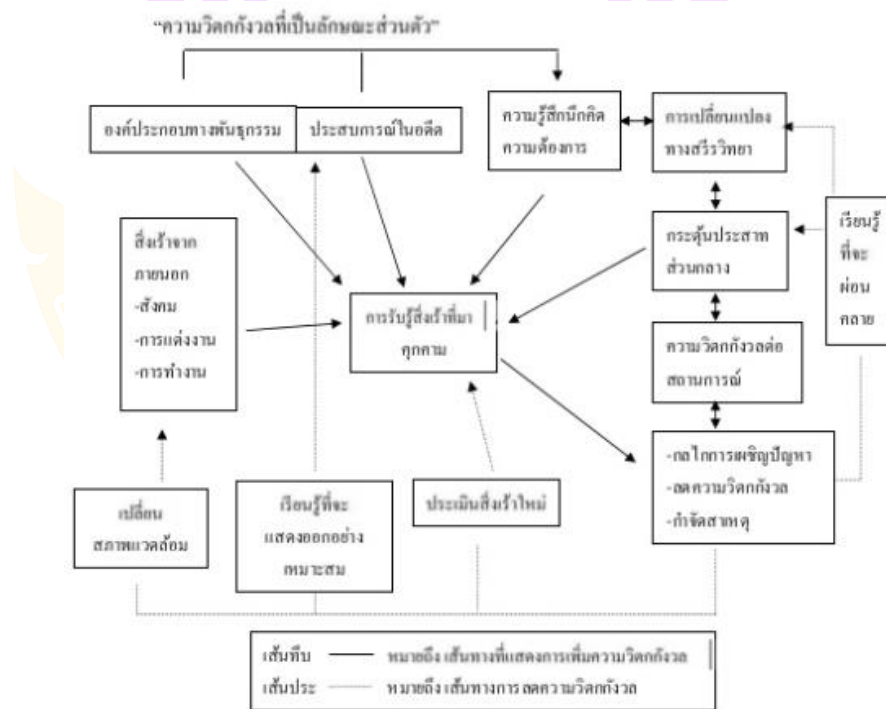 “ความวิตกกังวลที่เป็นลักษณะส่วนตัว”
องค์ประกอบทางพันธุกรรม
ประสบการณ์ในอดีต
ความรู้สึกนึกคิด
ความต้องการ
การเปลี่ยนแปลง
ทางสรีรวิทยา
สิ่งเร้าจาก
ภายนอก
-สังคม
-การแต่งงาน
-การทำงาน
การรับรู้สิ่งเร้าที่มา
คุกคาม
กระตุ้นประสาท
ส่วนกลาง
เรียนรู้
ที่จะ
ผ่อน
คลาย
ความวิตกกังวลต่อ
สถานการณ์
-กลไกการเผชิญปัญหา
-ลดความวิตกกังวล
-กำจัดสาเหตุ
เปลี่ยน
สภาพแวดล้อม
เรียนรู้ที่จะ
แสดงออกอย่าง
เหมาะสม
ประเมินสิ่งเร้าใหม่
เส้นทึบ หมายถึง เส้นทางที่แสดงการเพิ่มความวิตกกังวล
เส้นประ หมายถึง เส้นทางการลดความวิตกกังวล